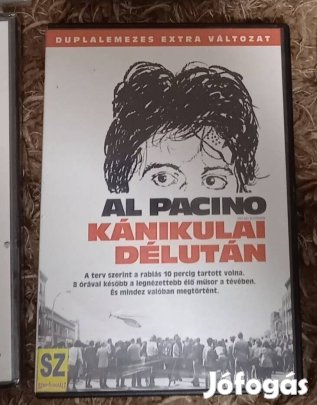 DUPLALEMEZES EXTRA VÁLTOZAT
AL PACINO
KÁNIKULAI
DÉLUTÁN
A terv szerint a rablás 10 percig tartott volna.
8 órával később a legnézettebb élő műsor a tévében.
És mindez valóban megtörtént.
SZ
Jófogás